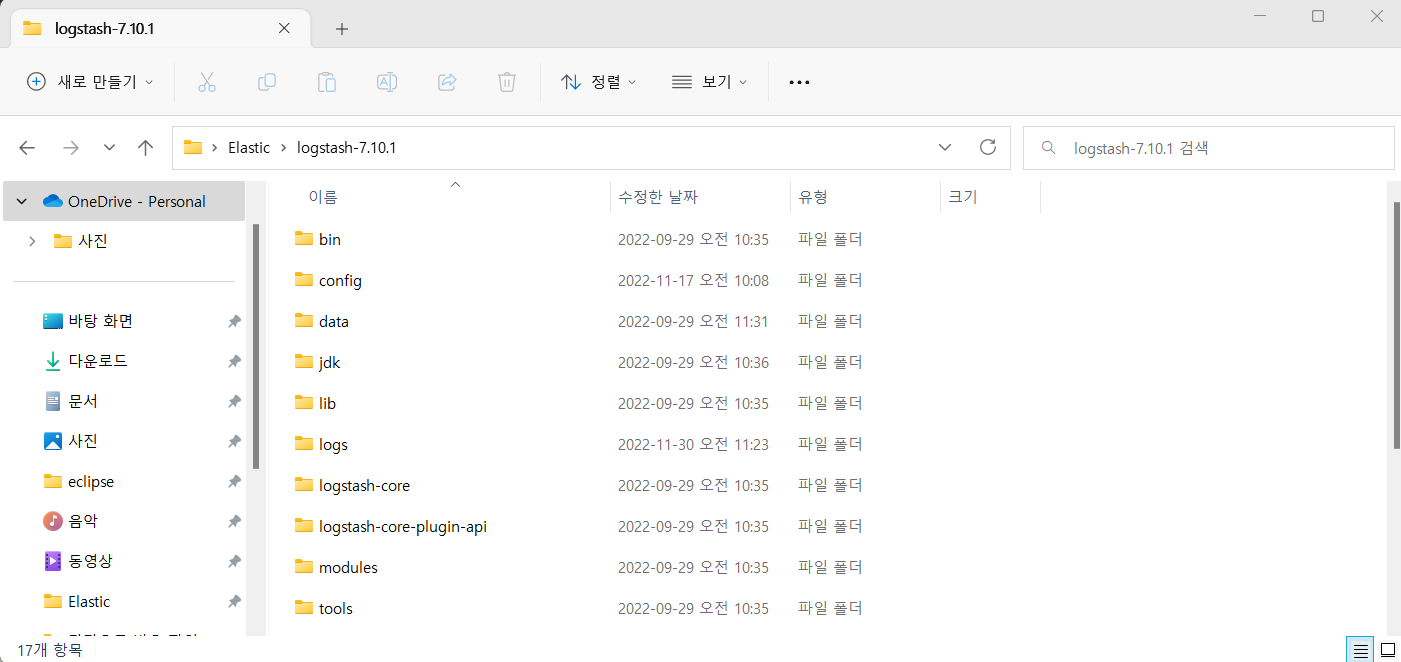 logstash-7.10.1
새로 만들기
정렬
보기
Elastic
logstash-7.10.1
logstash-7.10.1 검색
OneDrive - Personal
사진
바탕 화면
다운로드
문서
사진
eclipse
음악
동영상
Elastic
이름 수정한 날짜 유형 크기
bin 2022-09-29 오전 10:35 파일 폴더
config 2022-11-17 오전 10:08 파일 폴더
data 2022-09-29 오전 11:31 파일 폴더
jdk 2022-09-29 오전 10:36 파일 폴더
lib 2022-09-29 오전 10:35 파일 폴더
logs 2022-11-30 오전 11:23 파일 폴더
logstash-core 2022-09-29 오전 10:35 파일 폴더
logstash-core-plugin-api 2022-09-29 오전 10:35 파일 폴더
modules 2022-09-29 오전 10:35 파일 폴더
tools 2022-09-29 오전 10:35 파일 폴더
17개 항목